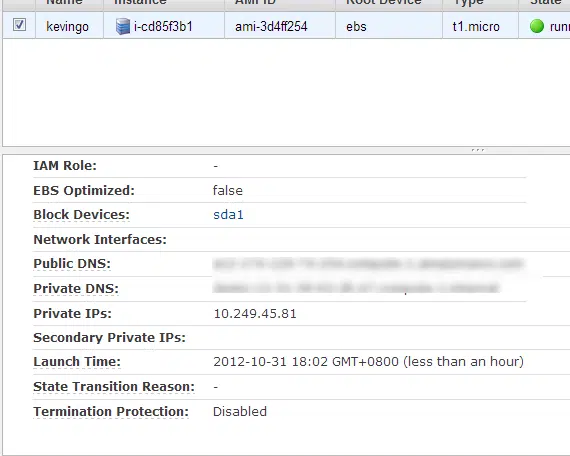 Name Instance AMI ID Root Device Type State
kevingo i-cd85f3b1 ami-3d4ff254 ebs t1.micro runn
IAM Role: -
EBS Optimized: false
Block Devices: sda1
Network Interfaces:
Public DNS:
Private DNS:
Private IPs: 10.249.45.81
Secondary Private IPs:
Launch Time: 2012-10-31 18:02 GMT+0800 (less than an hour)
State Transition Reason: -
Termination Protection: Disabled